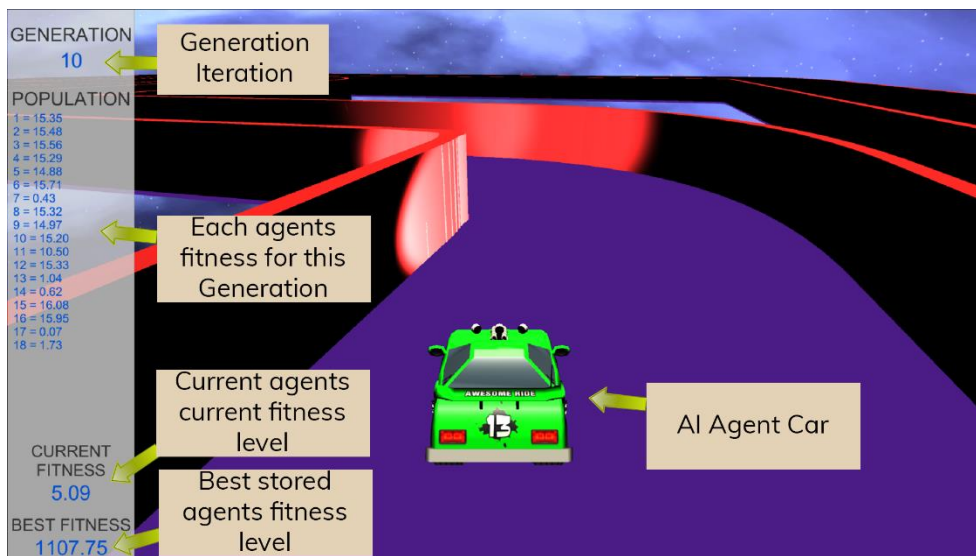 GENERATION
10
Generation
Iteration
POPULATION
1 = 15.35
2 = 15.48
3 = 15.56
4 = 15.29
5 = 14.88
6 = 15.71
7 = 0.43
8 = 15.32
9 = 14.97
10 = 15.20
11 = 10.50
12 = 15.33
13 = 1.04
14 = 0.62
15 = 16.08
16 = 15.95
17 = 0.07
18 = 1.73
Each agents
fitness for this
Generation
Current agents
current fitness
level
CURRENT
FITNESS
5.09
Best stored
agents fitness
level
BEST FITNESS
1107.75
AWESOME RIDE
13
AI Agent Car